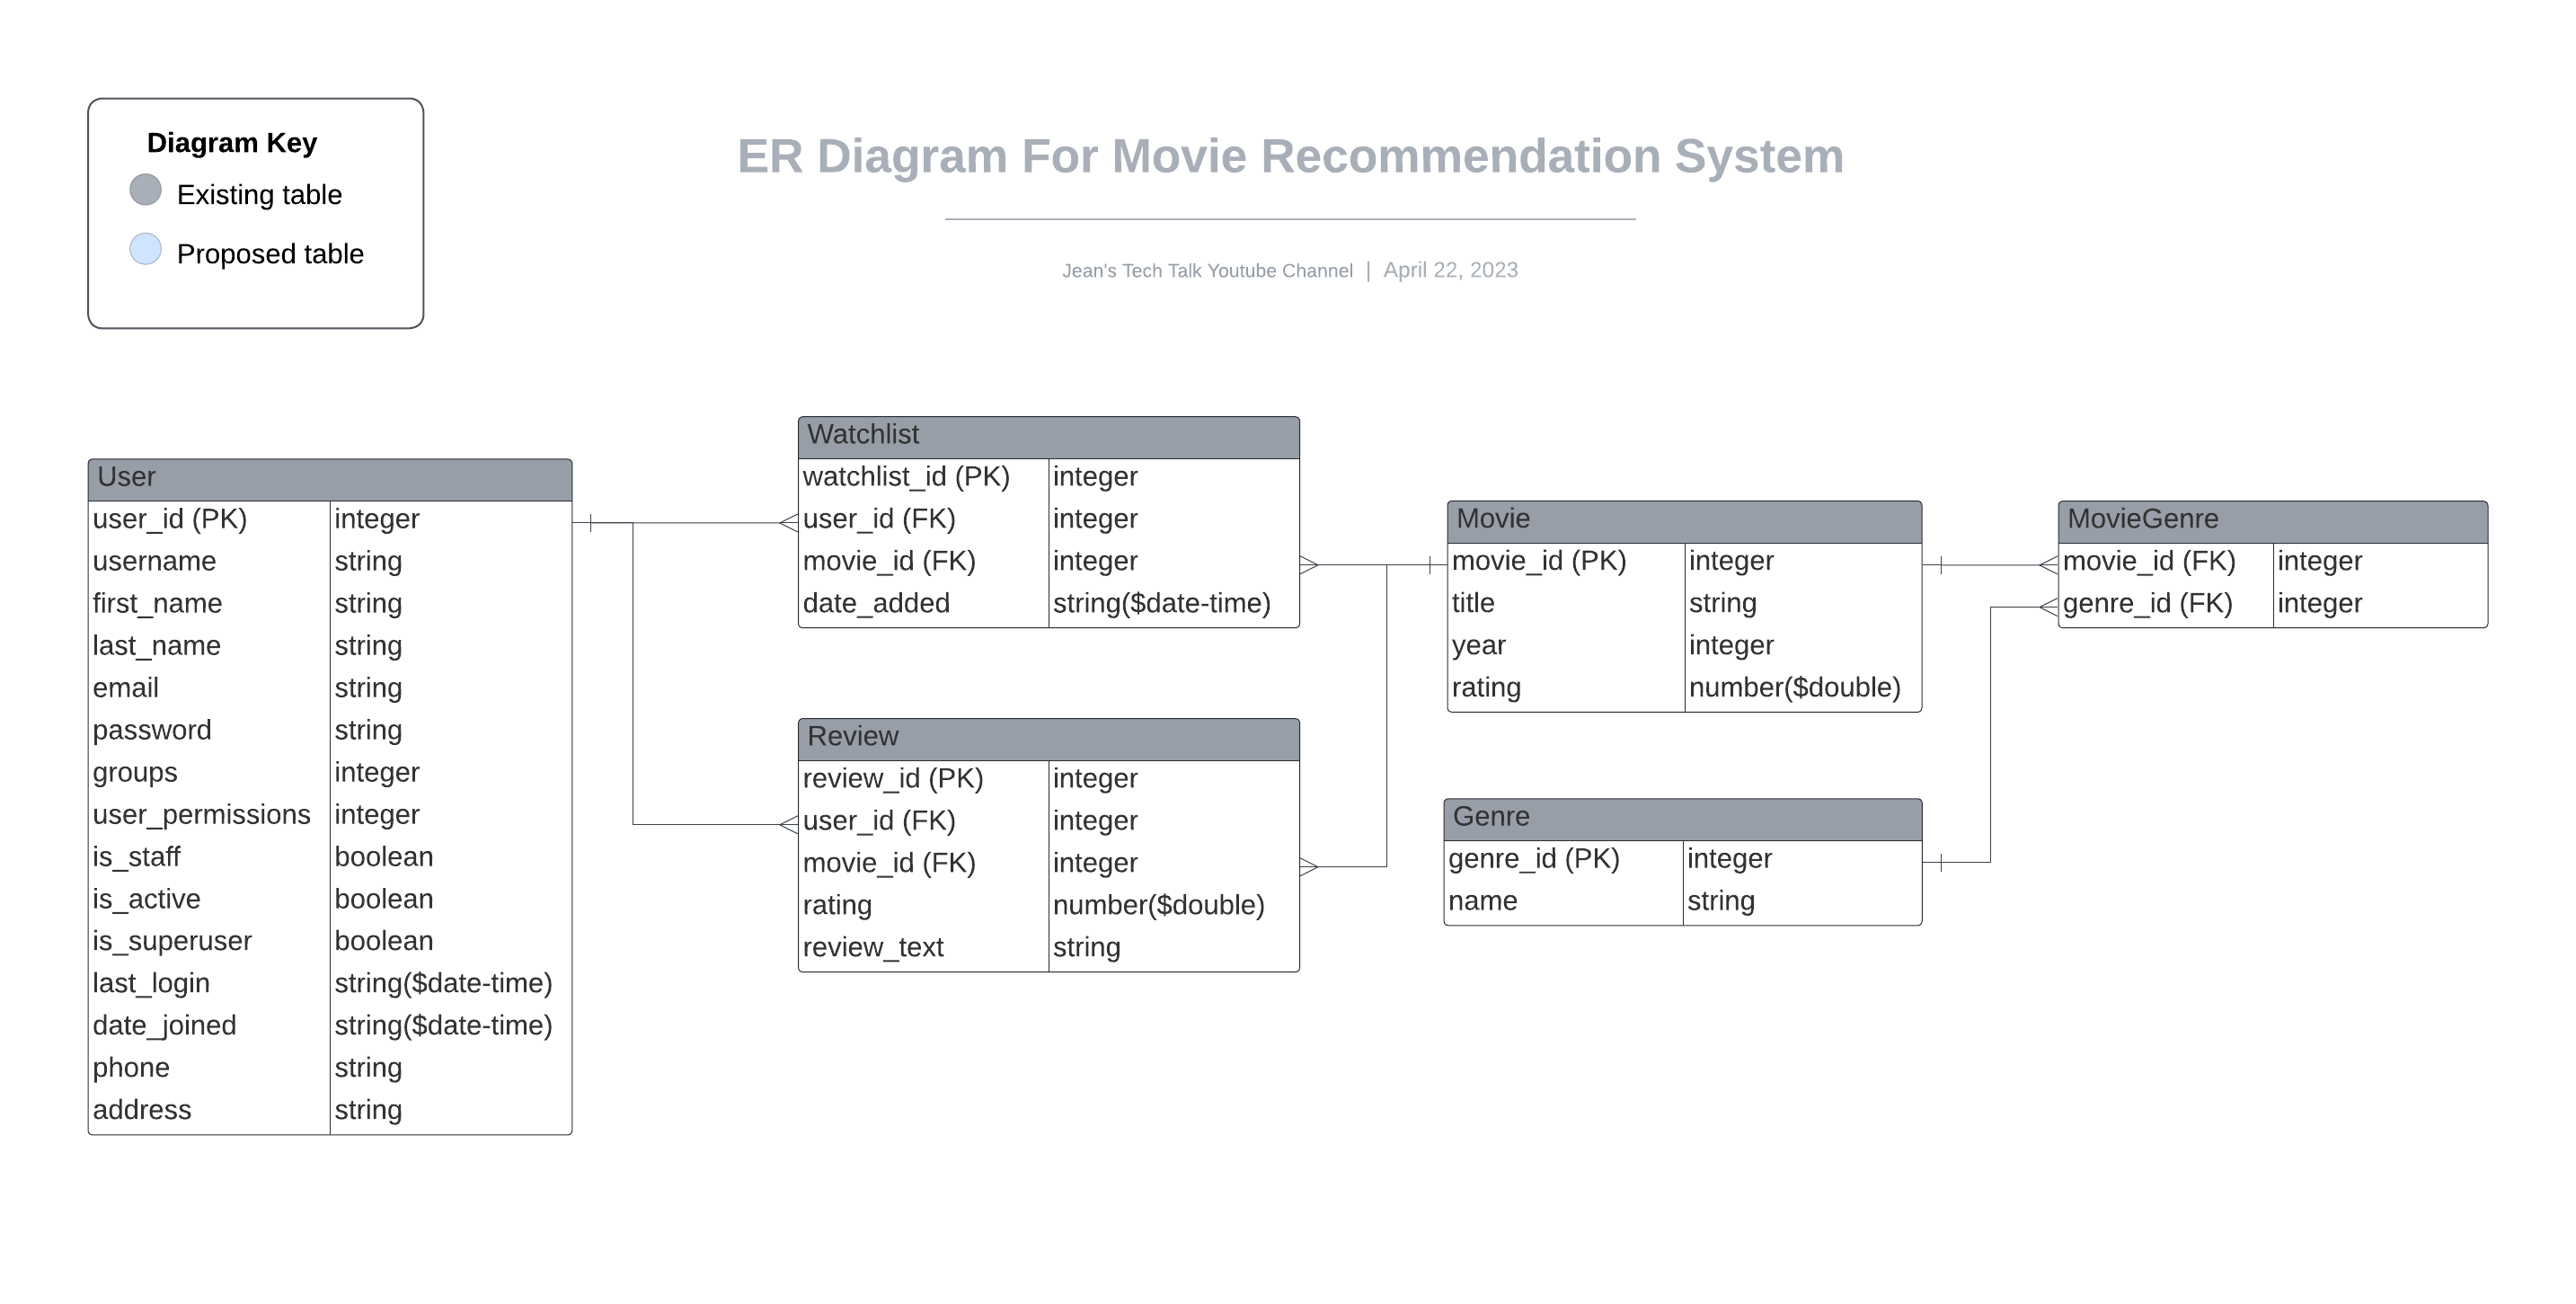 Diagram Key
Existing table
Proposed table
ER Diagram For Movie Recommendation System
Jean's Tech Talk Youtube Channel | April 22, 2023
User
user_id (PK) integer
username string
first_name string
last_name string
email string
password string
groups integer
user_permissions integer
is_staff boolean
is_active boolean
is_superuser boolean
last_login string($date-time)
date_joined string($date-time)
phone string
address string
Watchlist
watchlist_id (PK) integer
user_id (FK) integer
movie_id (FK) integer
date_added string($date-time)
Review
review_id (PK) integer
user_id (FK) integer
movie_id (FK) integer
rating number($double)
review_text string
Movie
movie_id (PK) integer
title string
year integer
rating number($double)
Genre
genre_id (PK) integer
name string
MovieGenre
movie_id (FK) integer
genre_id (FK) integer